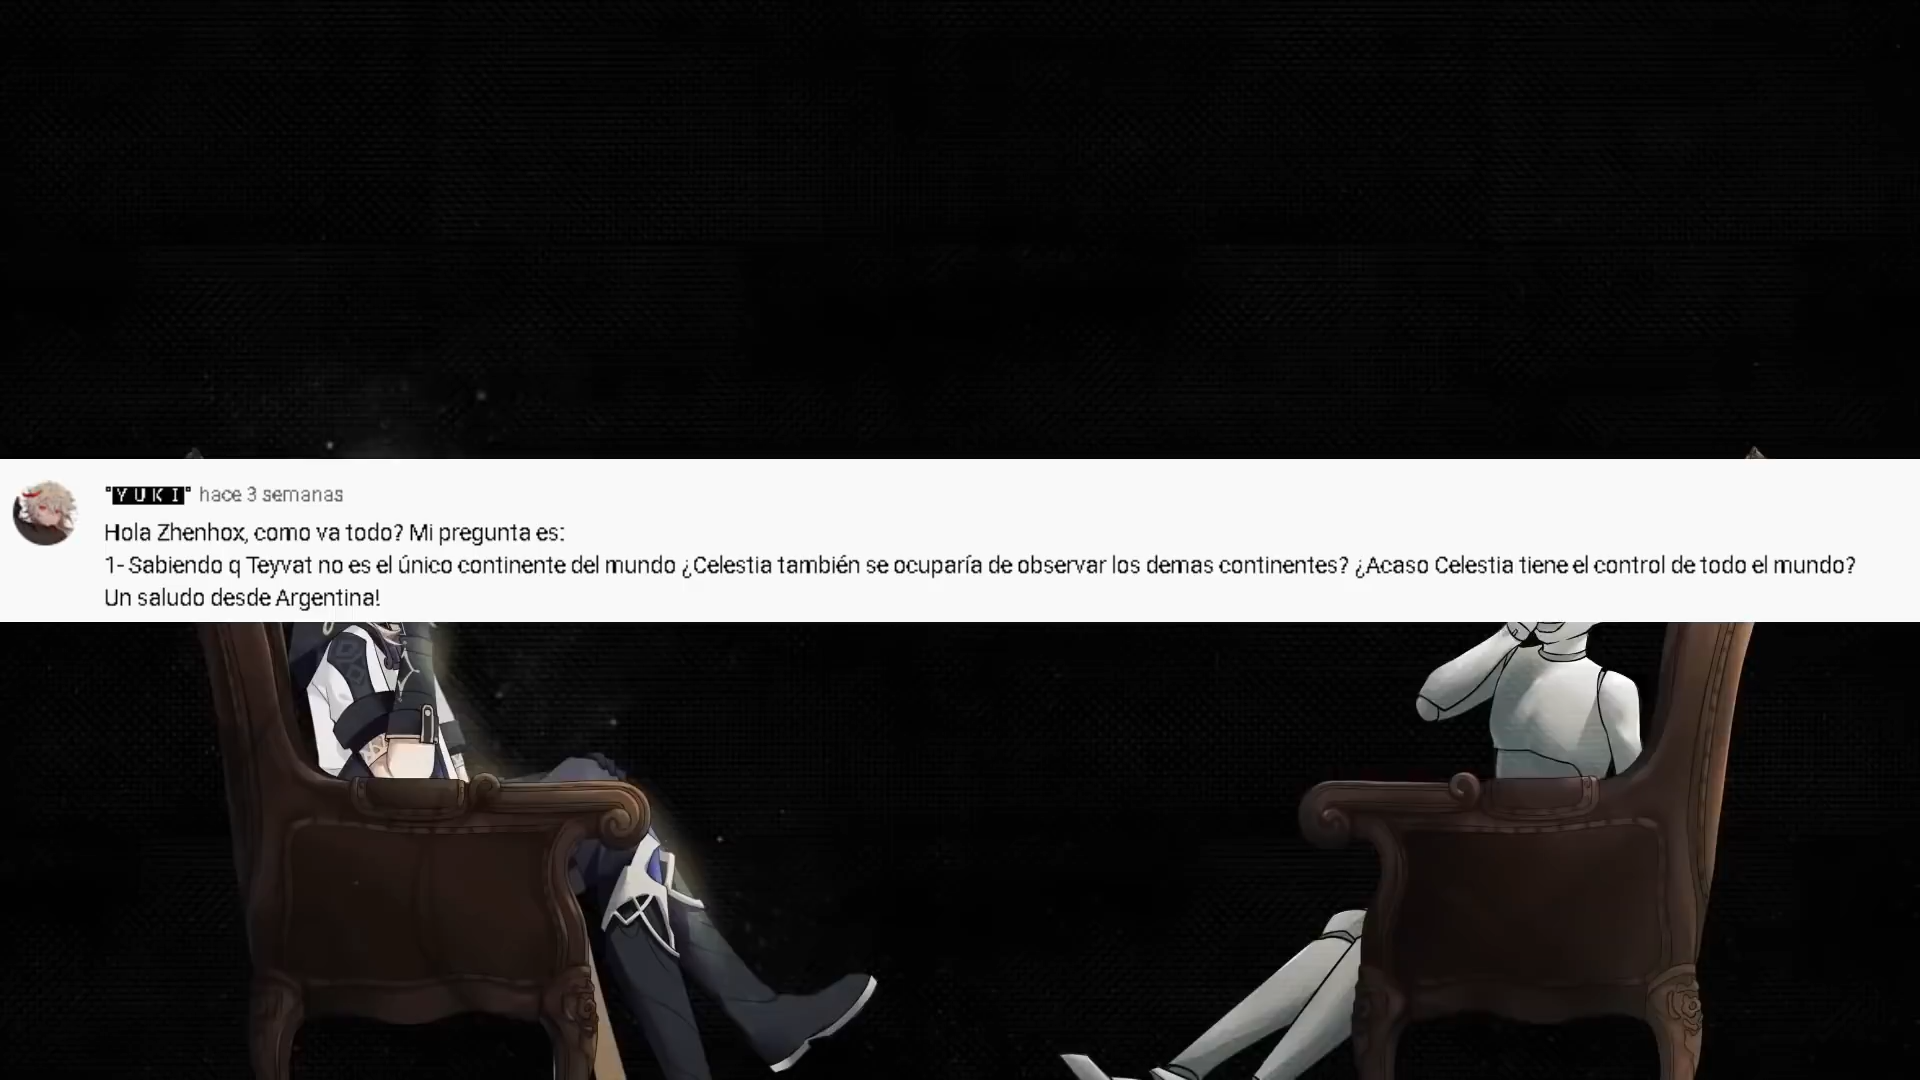 "YUKI" hace 3 semanas
Hola Zhenhox, como va todo? Mi pregunta es:
1- Sabiendo q Teyvat no es el único continente del mundo ¿Celestia también se ocuparía de observar los demas continentes? ¿Acaso Celestia tiene el control de todo el mundo?
Un saludo desde Argentina!